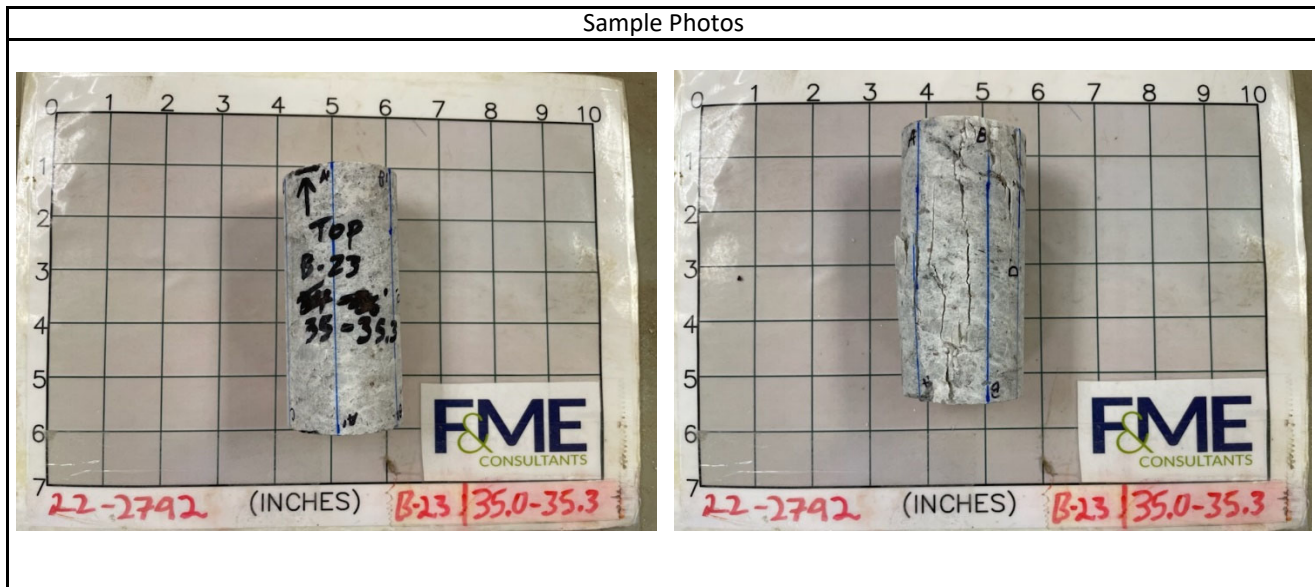 Sample Photos
0 1 2 3 4 5 6 7 8 9 10
1
2
3
4
5
6
7
A
B
TOP
B-23
35-35.3
C
A
F&ME
CONSULTANTS
22-2792 (INCHES) B-23 35.0-35.3
0 1 2 3 4 5 6 7 8 9 10
1
2
3
4
5
6
7
A
B
D
B
F&ME
CONSULTANTS
22-2792 (INCHES) B-23 35.0-35.3